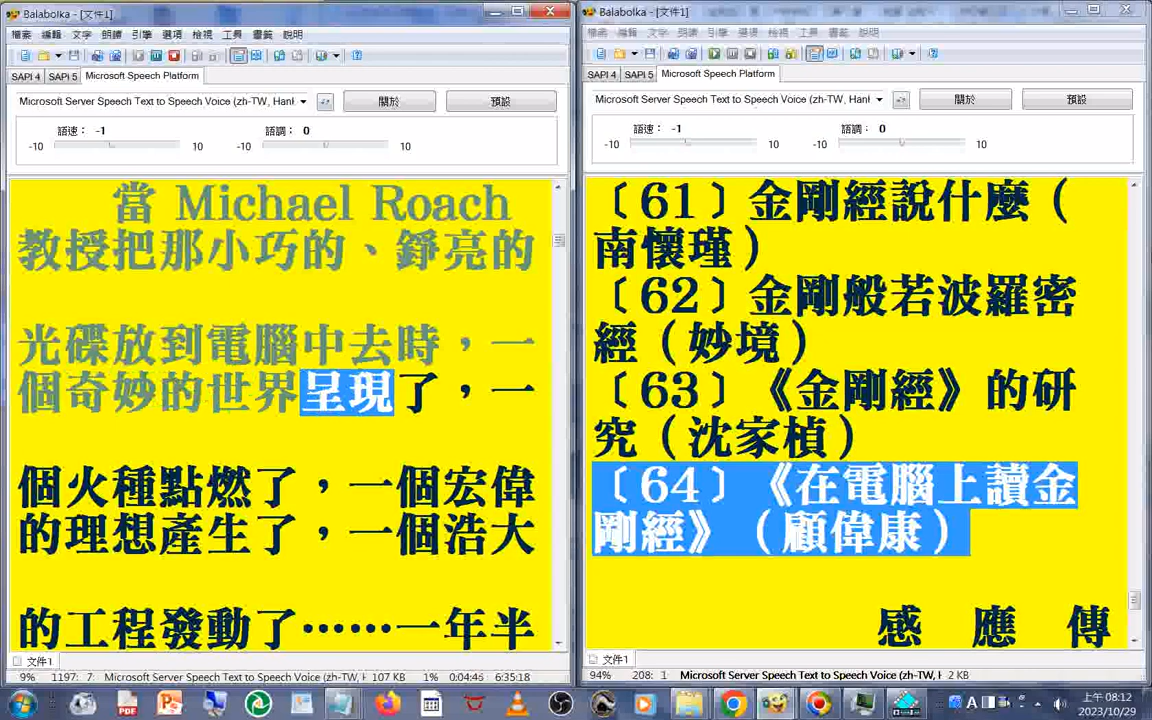 Balabolka - [文件1]
檔案 編輯 文字 朗讀 引擎 選項 檢視 工具 書籤 說明
SAPI 4 SAPI 5 Microsoft Speech Platform
Microsoft Server Speech Text to Speech Voice (zh-TW, Han
關於 預設
語速： -1 語調： 0
-10 10 -10 10
當 Michael Roach
教授把那小巧的、錚亮的
光碟放到電腦中去時，一
個奇妙的世界呈現了，一
個火種點燃了，一個宏偉
的理想產生了，一個浩大
的工程發動了……一年半
文件1
9% 1197: 7: Microsoft Server Speech Text to Speech Voice (zh-TW, H 107 KB 1% 0:04:46 6:35:18
Balabolka - [文件1]
檔案 編輯 文字 朗讀 引擎 選項 檢視 工具 書籤 說明
SAPI 4 SAPI 5 Microsoft Speech Platform
Microsoft Server Speech Text to Speech Voice (zh-TW, Han
關於 預設
語速： -1 語調： 0
-10 10 -10 10
〔61〕金剛經說什麼（
南懷瑾）
〔62〕金剛般若波羅密
經（妙境）
〔63〕《金剛經》的研
究（沈家楨）
〔64〕《在電腦上讀金
剛經》（顧偉康）
感 應 傳
文件1
94% 208: 1 Microsoft Server Speech Text to Speech Voice (zh-TW, H 2 KB
上午 08:12
2023/10/29